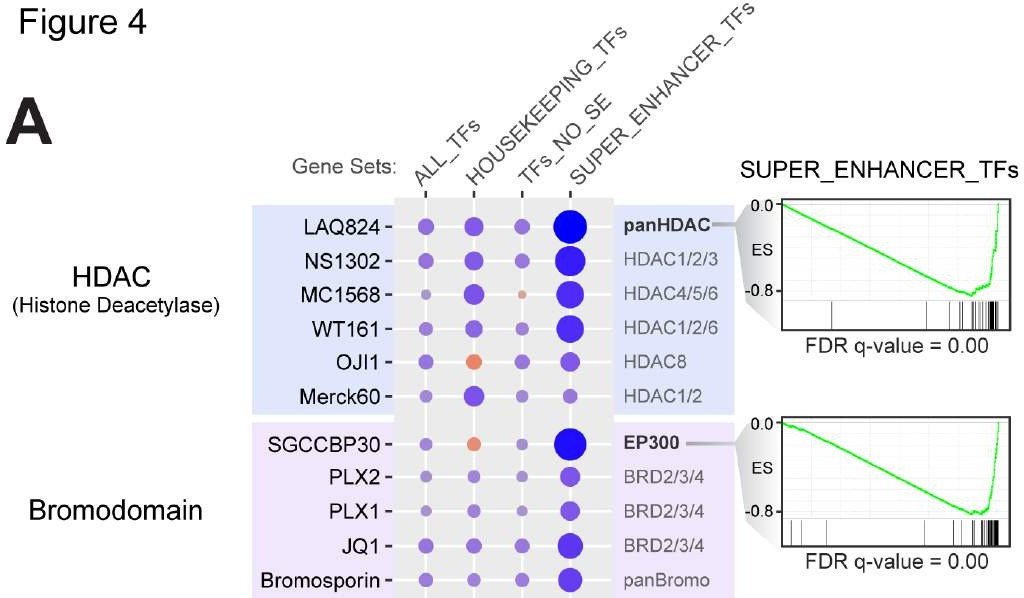 Figure 4
A
Gene Sets:
ALL_TFs
HOUSEKEEPING_TFs
TFs_NO_SE
SUPER_ENHANCER_TFs
HDAC
(Histone Deacetylase)
LAQ824 panHDAC
NS1302 HDAC1/2/3
MC1568 HDAC4/5/6
WT161 HDAC1/2/6
OJI1 HDAC8
Merck60 HDAC1/2
Bromodomain
SGCCBP30 EP300
PLX2 BRD2/3/4
PLX1 BRD2/3/4
JQ1 BRD2/3/4
Bromosporin panBromo
SUPER_ENHANCER_TFs
0.0
ES
-0.8
FDR q-value = 0.00
0.0
ES
-0.8
FDR q-value = 0.00